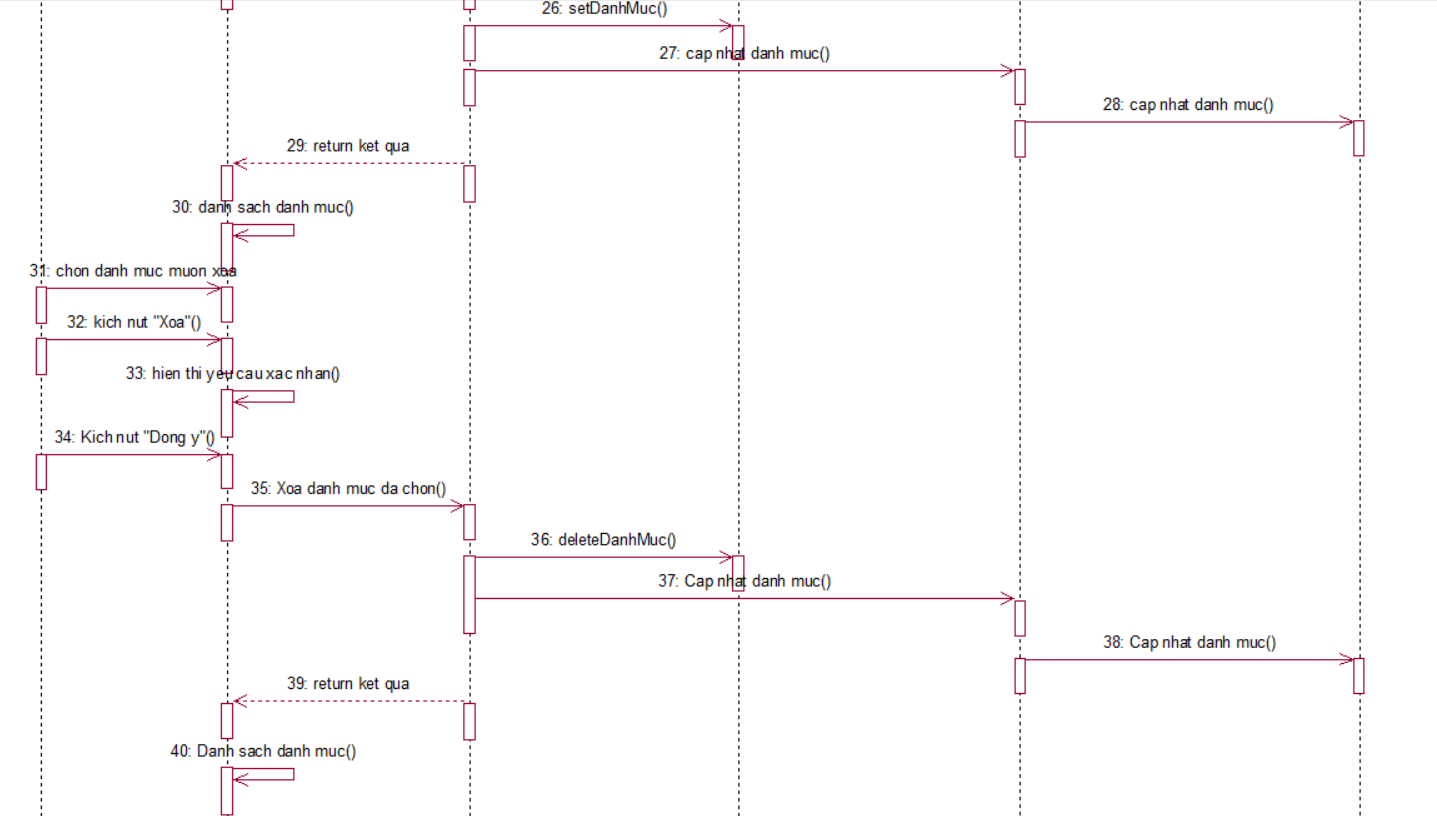 26: setDanhMuc()
27: cap nhat danh muc()
28: cap nhat danh muc()
29: return ket qua
30: danh sach danh muc()
31: chon danh muc muon xoa
32: kich nut "Xoa"()
33: hien thi yeu cau xac nhan()
34: Kich nut "Dong y"()
35: Xoa danh muc da chon()
36: deleteDanhMuc()
37: Cap nhat danh muc()
38: Cap nhat danh muc()
39: return ket qua
40: Danh sach danh muc()